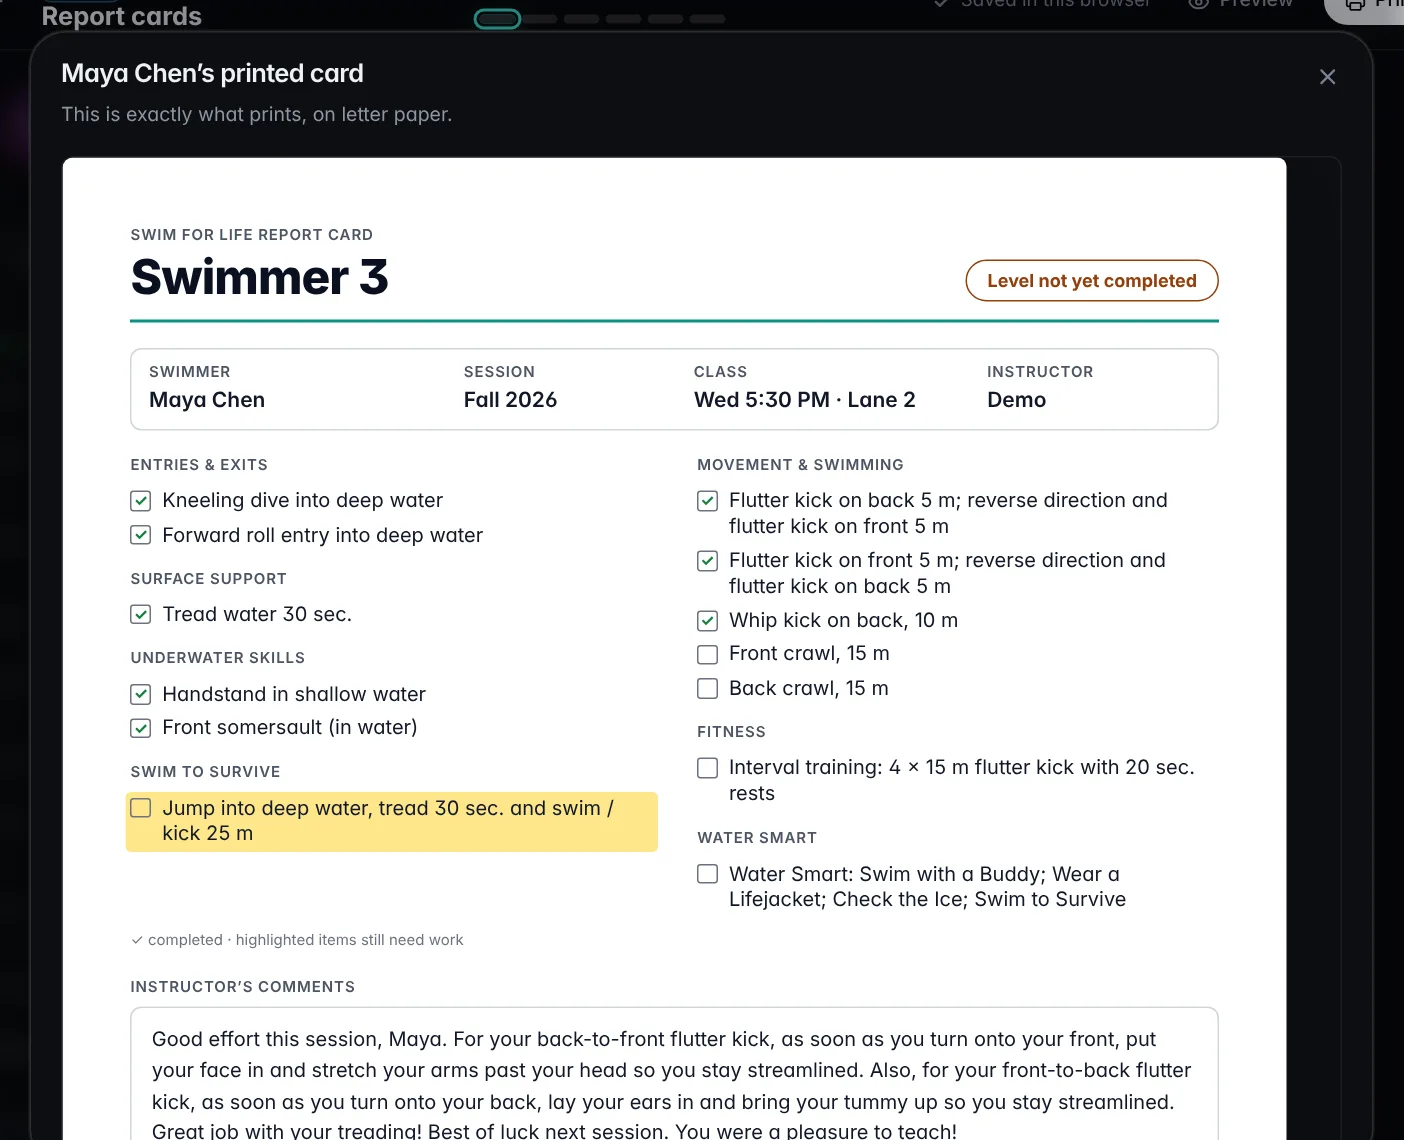 Report cards
Saved in this browser
Preview
Maya Chen’s printed card
This is exactly what prints, on letter paper.
SWIM FOR LIFE REPORT CARD
Swimmer 3
Level not yet completed
SWIMMER
Maya Chen
SESSION
Fall 2026
CLASS
Wed 5:30 PM · Lane 2
INSTRUCTOR
Demo
ENTRIES & EXITS
Kneeling dive into deep water
Forward roll entry into deep water
SURFACE SUPPORT
Tread water 30 sec.
UNDERWATER SKILLS
Handstand in shallow water
Front somersault (in water)
SWIM TO SURVIVE
Jump into deep water, tread 30 sec. and swim /
kick 25 m
MOVEMENT & SWIMMING
Flutter kick on back 5 m; reverse direction and
flutter kick on front 5 m
Flutter kick on front 5 m; reverse direction and
flutter kick on back 5 m
Whip kick on back, 10 m
Front crawl, 15 m
Back crawl, 15 m
FITNESS
Interval training: 4 × 15 m flutter kick with 20 sec.
rests
WATER SMART
Water Smart: Swim with a Buddy; Wear a
Lifejacket; Check the Ice; Swim to Survive
✓ completed · highlighted items still need work
INSTRUCTOR’S COMMENTS
Good effort this session, Maya. For your back-to-front flutter kick, as soon as you turn onto your front, put
your face in and stretch your arms past your head so you stay streamlined. Also, for your front-to-back flutter
kick, as soon as you turn onto your back, lay your ears in and bring your tummy up so you stay streamlined.
Great job with your treading! Best of luck next session. You were a pleasure to teach!